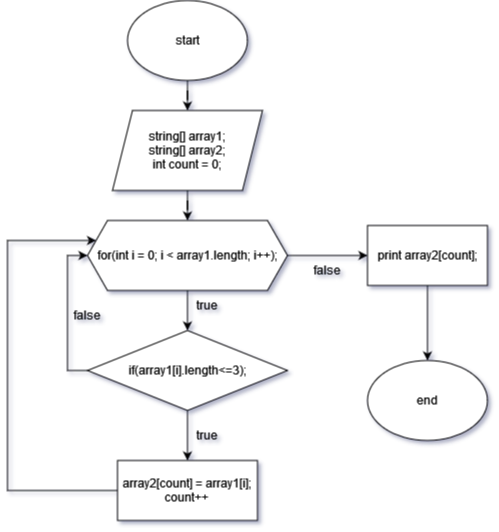 start
string[] array1;
string[] array2;
int count = 0;
for(int i = 0; i < array1.length; i++);
false
print array2[count];
true
false
if(array1[i].length<=3);
end
true
array2[count] = array1[i];
count++